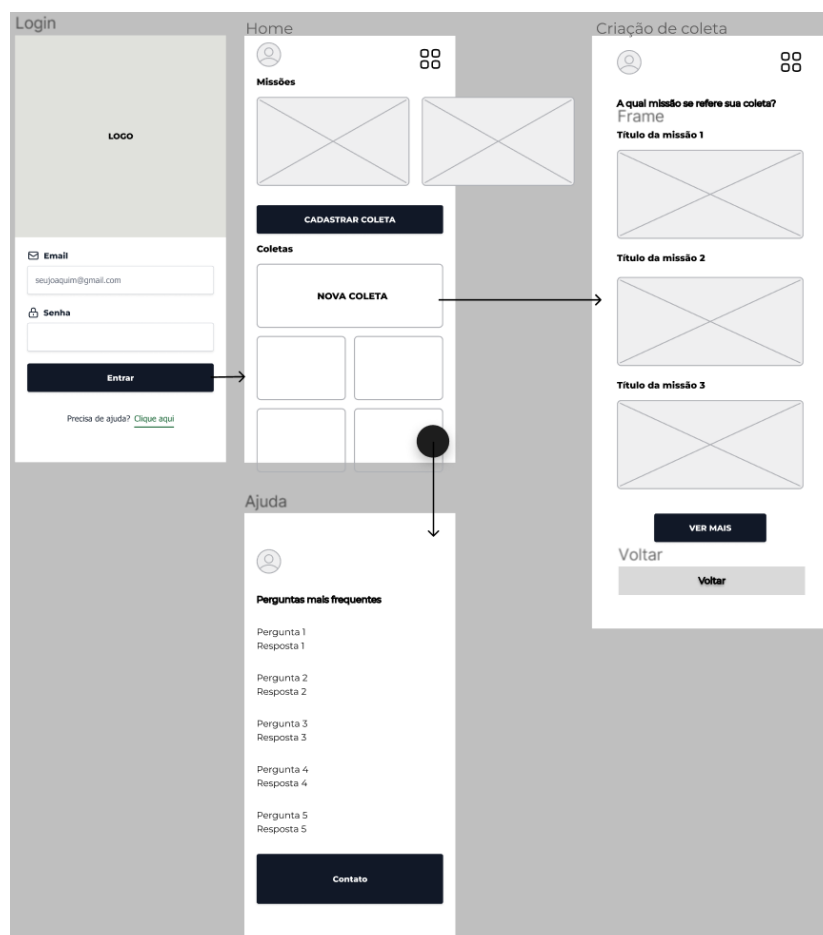 Login
LOGO
Email
seujoaquim@gmail.com
Senha
Entrar
Precisa de ajuda? Clique aqui
Home
Missões
CADASTRAR COLETA
Coletas
NOVA COLETA
Ajuda
Perguntas mais frequentes
Pergunta 1
Resposta 1
Pergunta 2
Resposta 2
Pergunta 3
Resposta 3
Pergunta 4
Resposta 4
Pergunta 5
Resposta 5
Contato
Criação de coleta
A qual missão se refere sua coleta?
Frame
Título da missão 1
Título da missão 2
Título da missão 3
VER MAIS
Voltar
Voltar